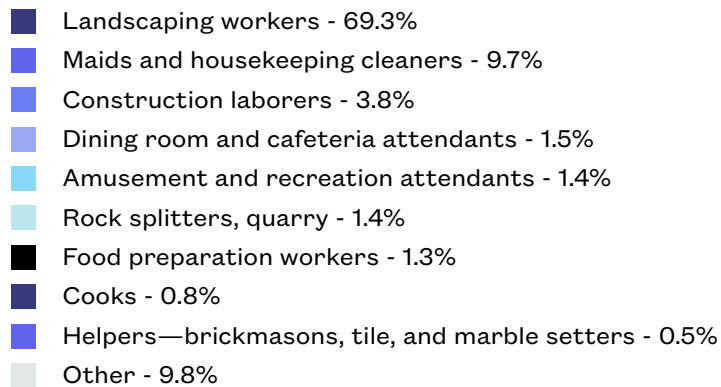 Landscaping workers - 69.3%
Maids and housekeeping cleaners - 9.7%
Construction laborers - 3.8%
Dining room and cafeteria attendants - 1.5%
Amusement and recreation attendants - 1.4%
Rock splitters, quarry - 1.4%
Food preparation workers - 1.3%
Cooks - 0.8%
Helpers—brickmasons, tile, and marble setters - 0.5%
Other - 9.8%